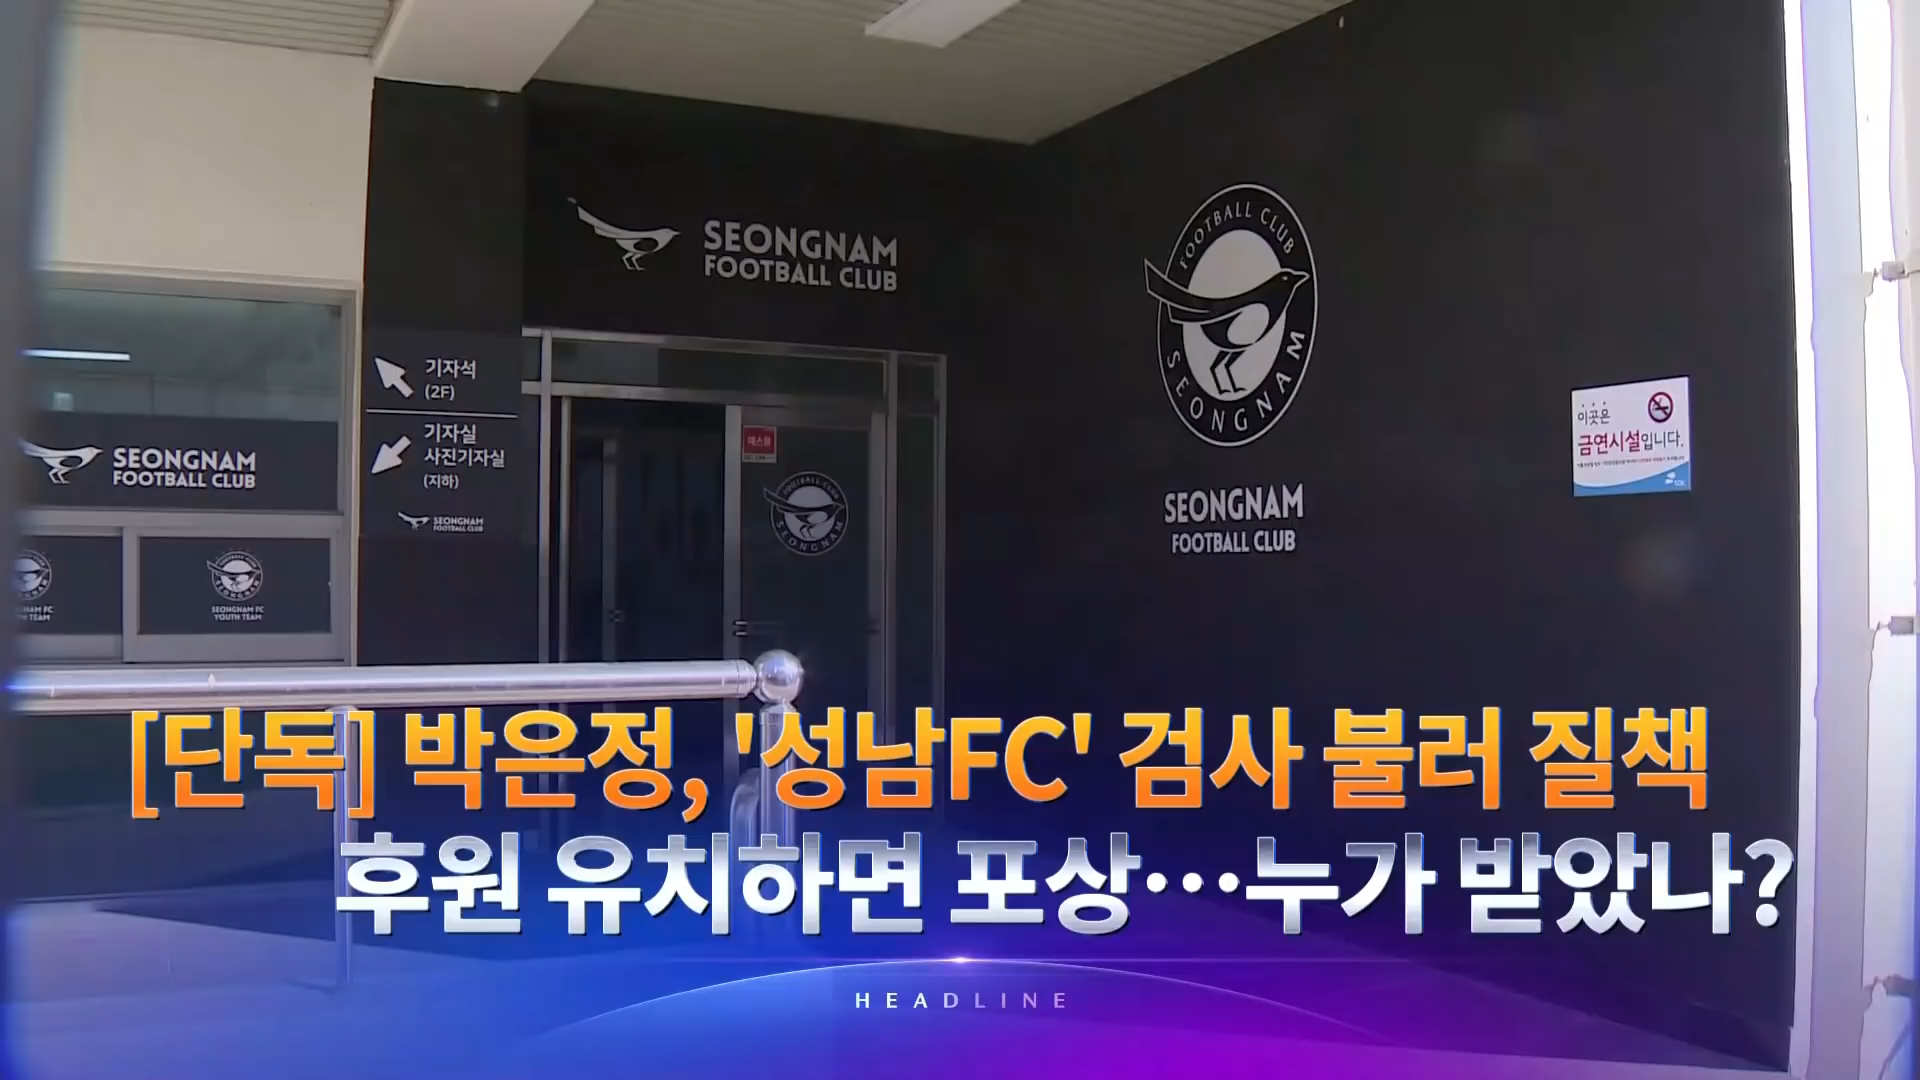 SEONGNAM
FOOTBALL CLUB
FOOTBALL CLUB
SEONGNAM
SEONGNAM
FOOTBALL CLUB
기자석
(2F)
기자실
사진기자실
(지하)
SEONGNAM
FOOTBALL CLUB
SEONGNAM
FOOTBALL CLUB
SEONGNAM FC
YOUTH TEAM
FOOTBALL CLUB
SEONGNAM
이곳은
금연시설입니다.
[단독] 박은정, '성남FC' 검사 불러 질책
후원 유치하면 포상…누가 받았나?
HEADLINE